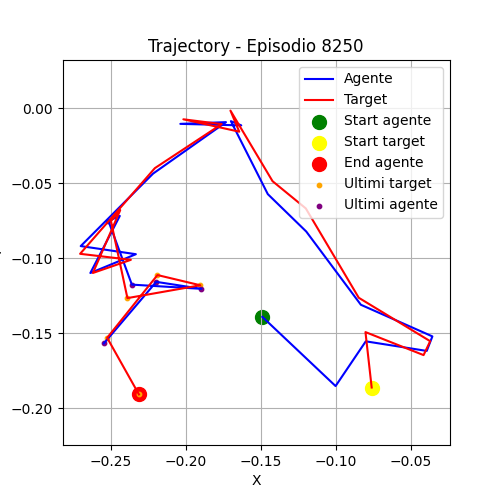 Trajectory - Episodio 8250
Agente
Target
Start agente
Start target
End agente
Ultimi target
Ultimi agente
0.00
−0.05
−0.10
−0.15
−0.20
−0.25
−0.20
−0.15
−0.10
−0.05
X